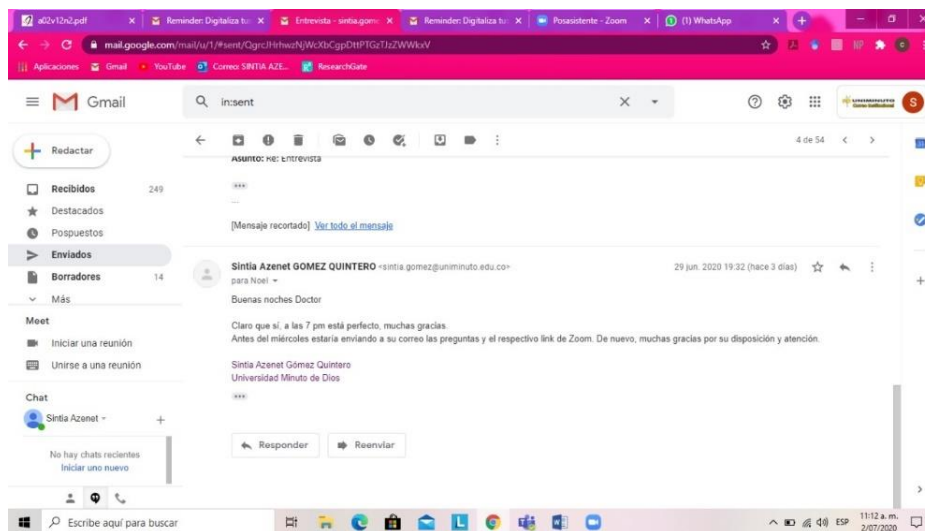 a02v12n2.pdf
Reminder: Digitaliza tu
Entrevista - sintia.gome
Reminder: Digitaliza tu
Posasistente - Zoom
(1) WhatsApp
mail.google.com/mail/u/1/#sent/QgrcJHrhwzNjWcXbCgpDttPTGzTJzZWWkxV
Aplicaciones
Gmail
YouTube
Correo: SINTIA AZE...
ResearchGate
Gmail
in:sent
UNIMINUTO
S
Redactar
4 de 54
Recibidos 249
Destacados
Pospuestos
Enviados
Borradores 14
Más
Meet
Iniciar una reunión
Unirse a una reunión
Chat
Sintia Azenet
No hay chats recientes
Iniciar uno nuevo
Asunto: Re: Entrevista
...
--
[Mensaje recortado] Ver todo el mensaje
Sintia Azenet GOMEZ QUINTERO <sintia.gomez@uniminuto.edu.co>
29 jun. 2020 19:32 (hace 3 días)
para Noel
Buenas noches Doctor
Claro que sí, a las 7 pm está perfecto, muchas gracias.
Antes del miércoles estaría enviando a su correo las preguntas y el respectivo link de Zoom. De nuevo, muchas gracias por su disposición y atención.
Sintia Azenet Gómez Quintero
Universidad Minuto de Dios
...
Responder
Reenviar
Escribe aquí para buscar
ESP
11:12 a. m.
2/07/2020